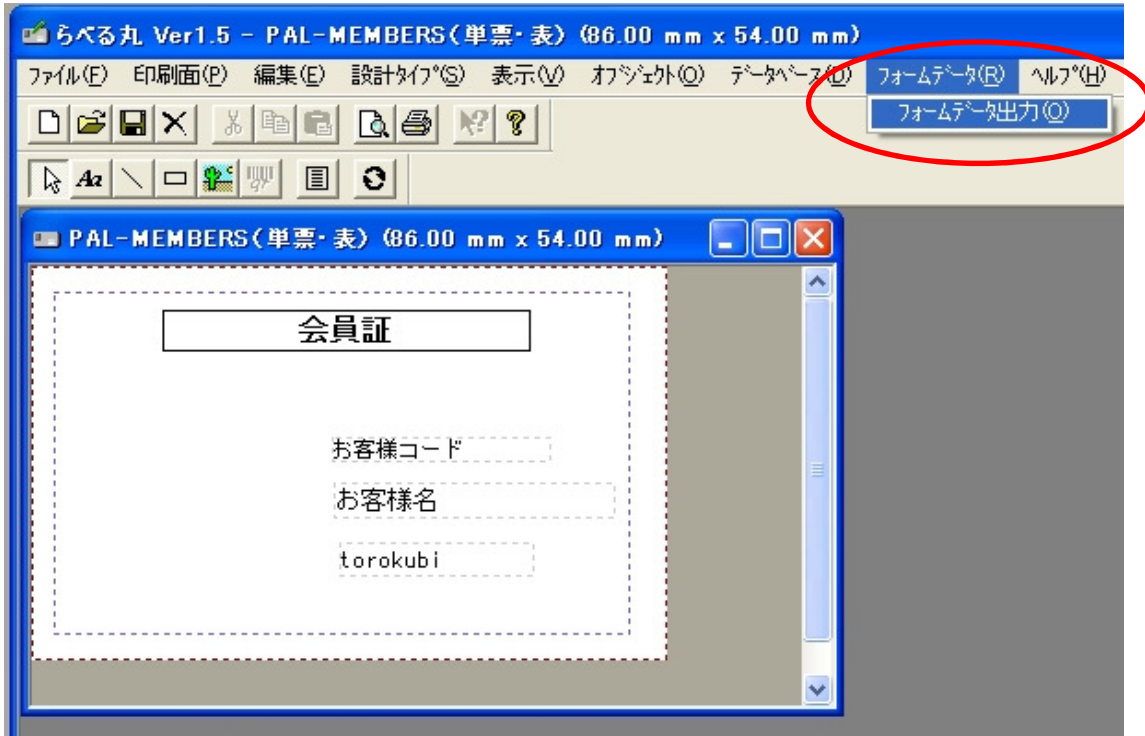 らべる丸 Ver1.5 - PAL-MEMBERS(単票・表) (86.00 mm x 54.00 mm)
ﾌｧｲﾙ(F) 印刷面(P) 編集(E) 設計ﾀｲﾌﾟ(S) 表示(V) ｵﾌﾞｼﾞｪｸﾄ(O) ﾃﾞｰﾀﾍﾞｰｽ(D) ﾌｫｰﾑﾃﾞｰﾀ(R) ﾍﾙﾌﾟ(H)
ﾌｫｰﾑﾃﾞｰﾀ出力(O)
Aa
PAL-MEMBERS(単票・表) (86.00 mm x 54.00 mm)
会員証
お客様コード
お客様名
torokubi